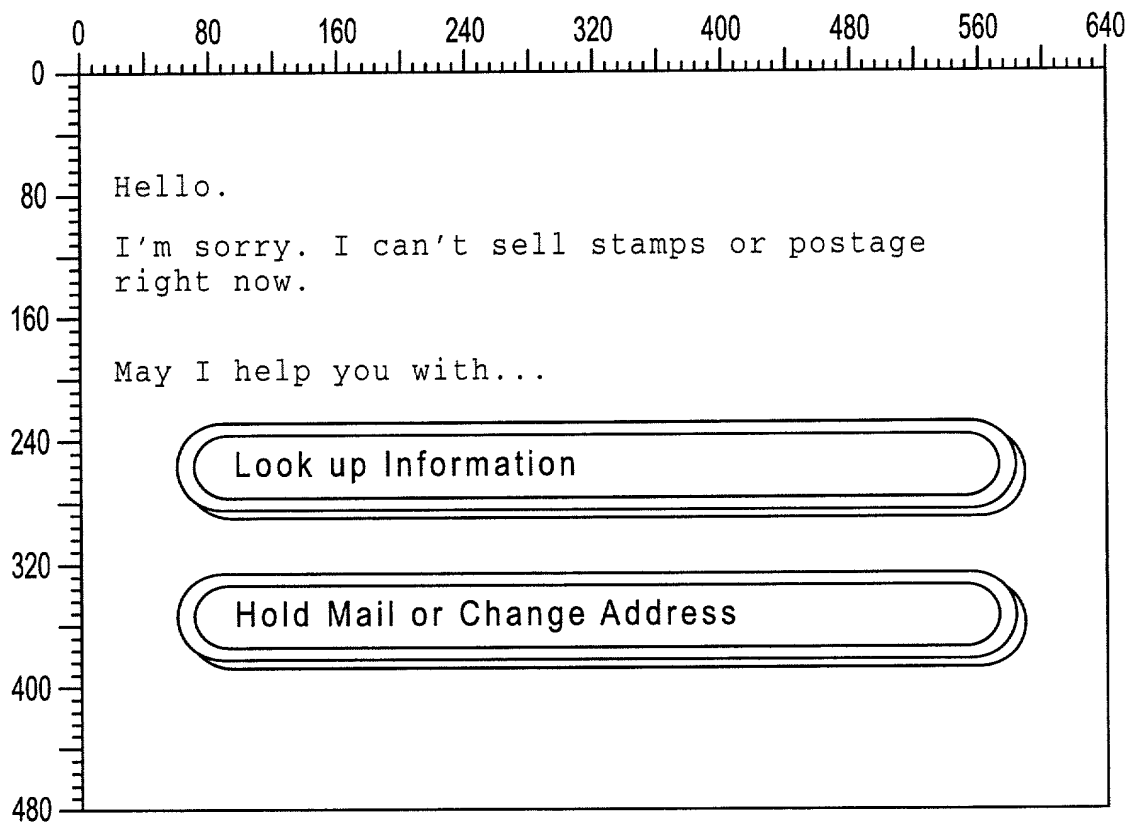 0 80 160 240 320 400 480 560 640
0
80
160
240
320
400
480
Hello.
I'm sorry. I can't sell stamps or postage
right now.
May I help you with...
Look up Information
Hold Mail or Change Address